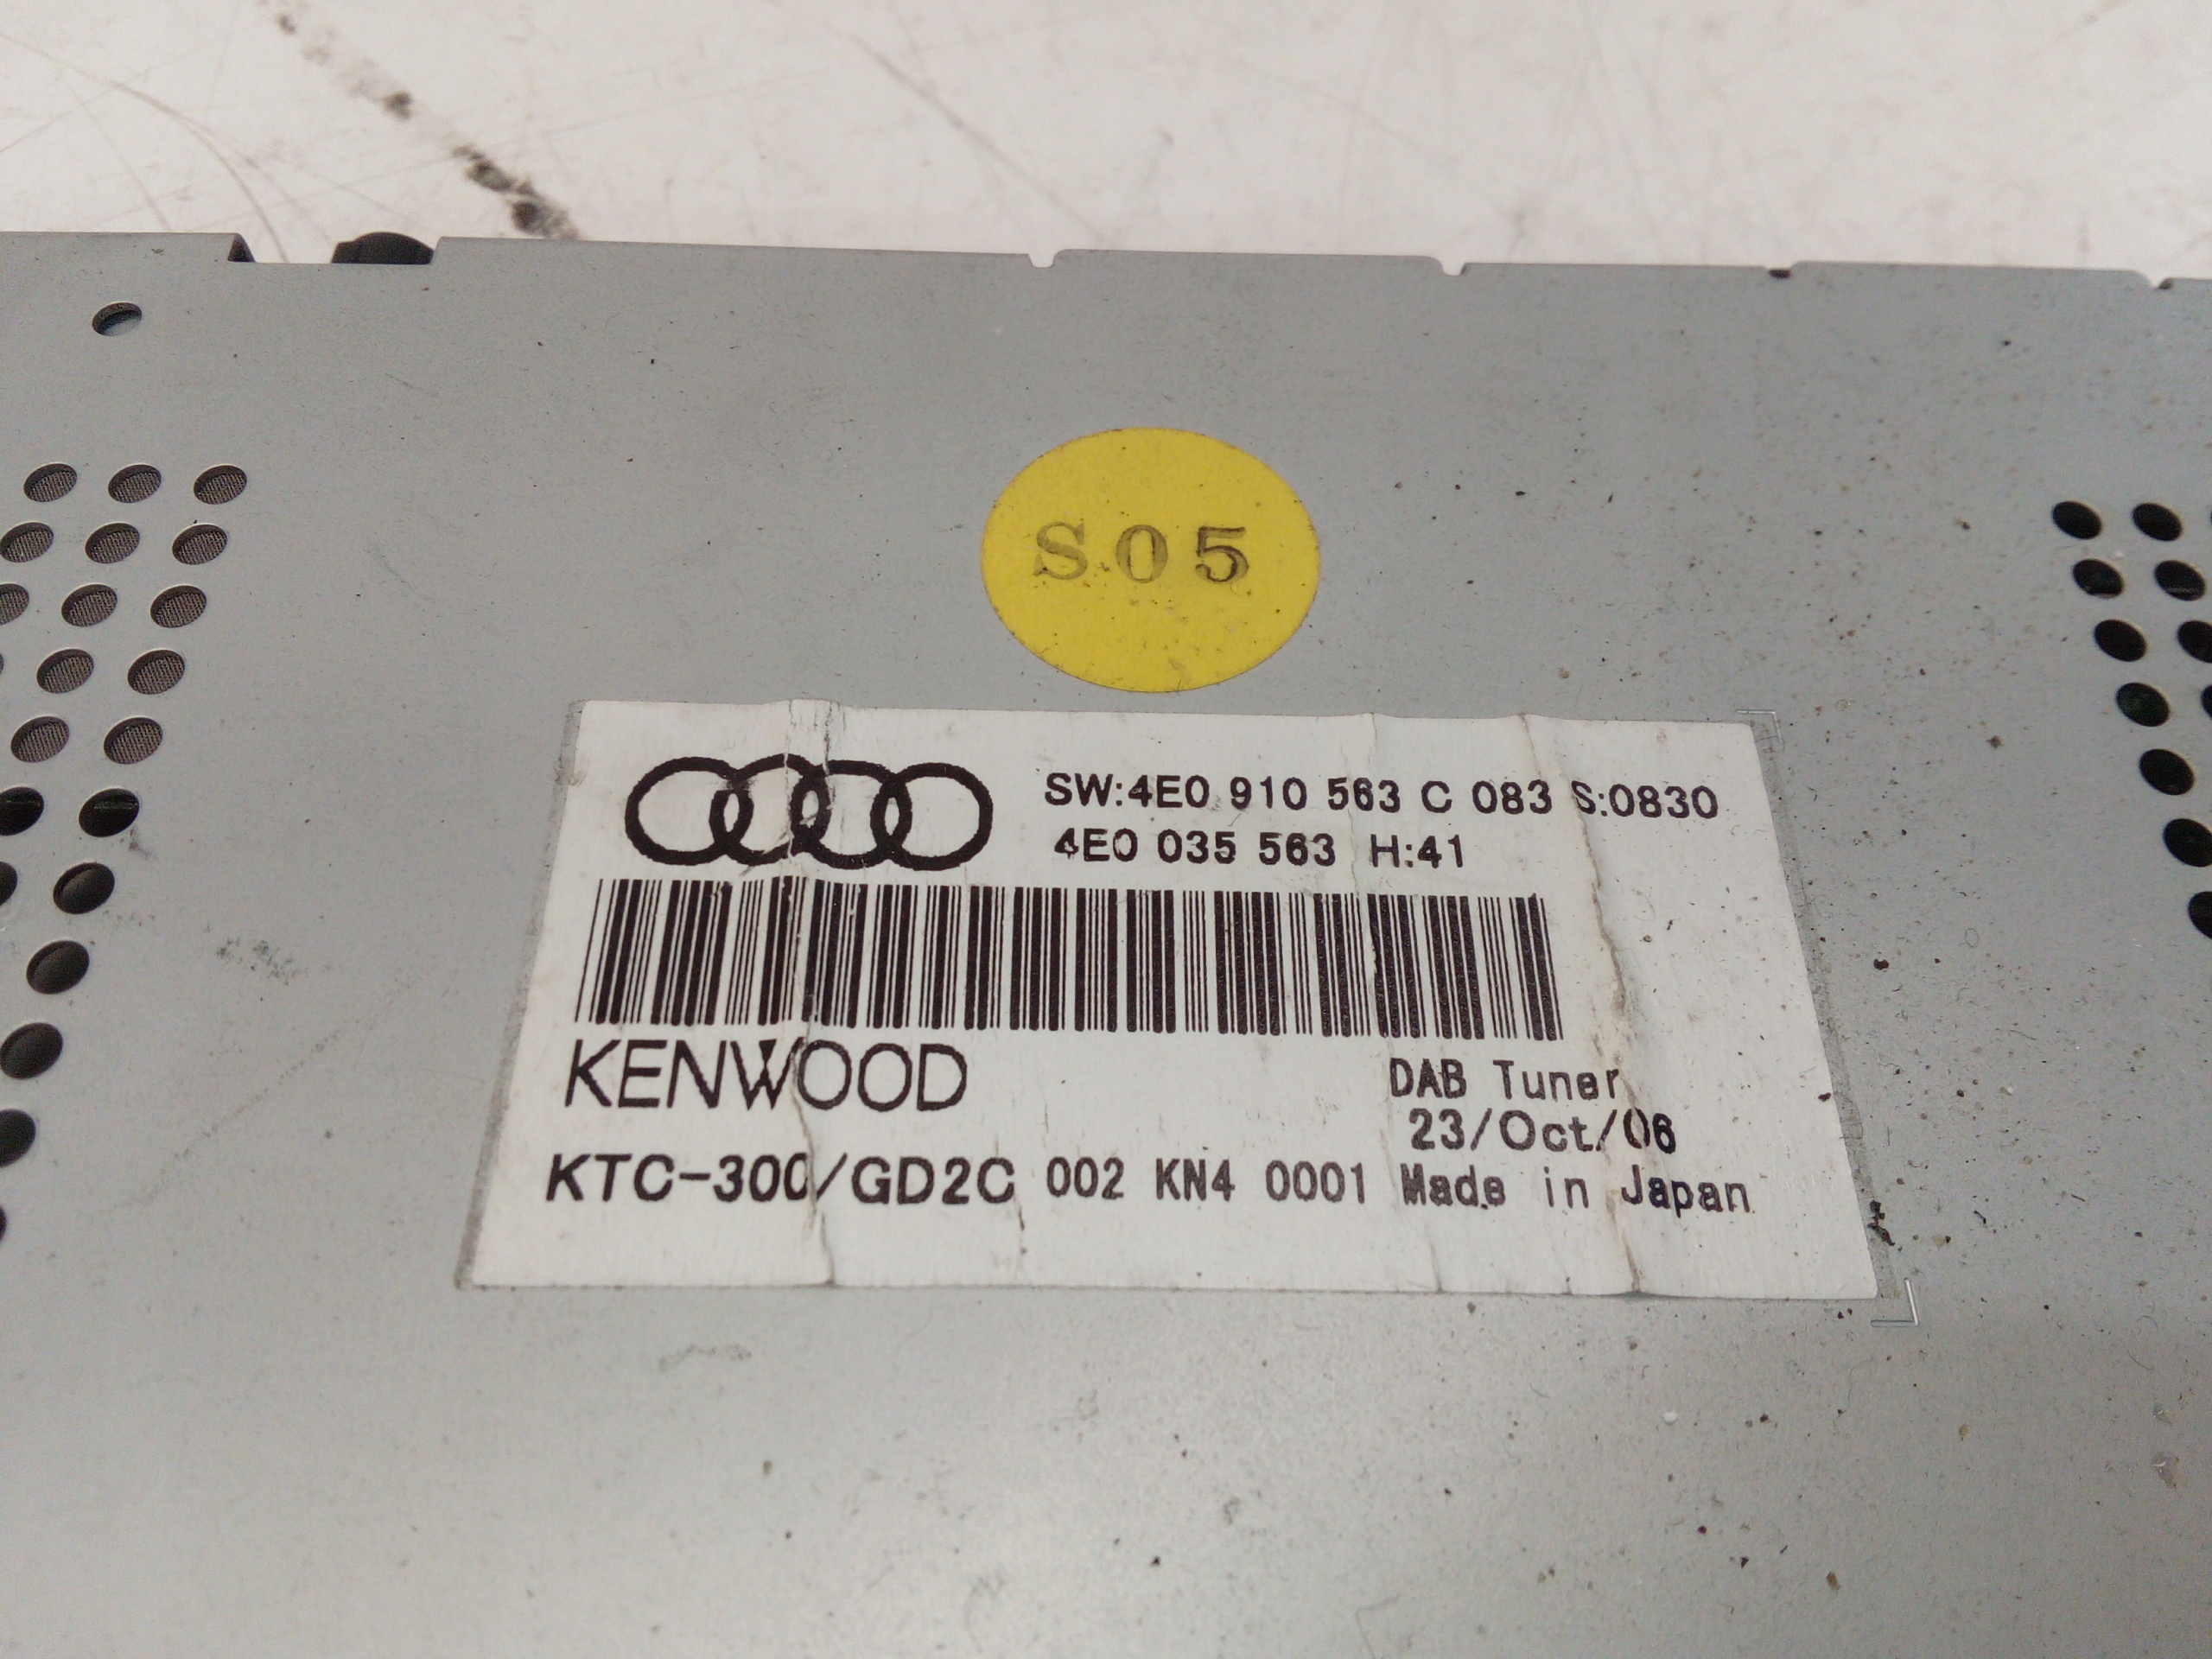 S05
SW:4E0 910 563 C 083 S:0830
4E0 035 563 H:41
KENWOOD
DAB Tuner
23/Oct/06
KTC-300/GD2C 002 KN4 0001 Made in Japan